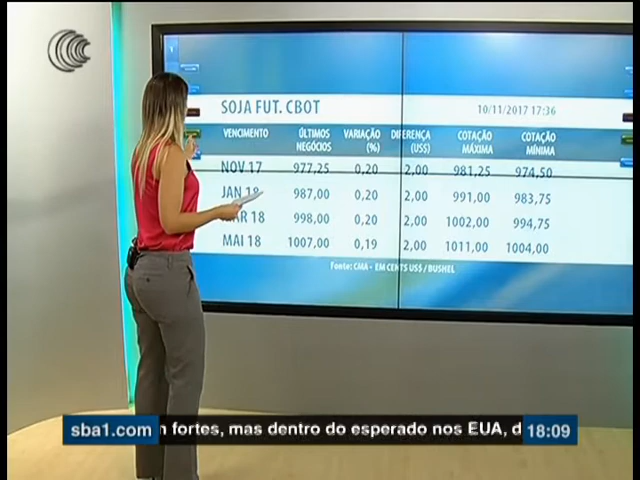 SOJA FUT. CBOT 10/11/2017 17:36
VENCIMENTO ÚLTIMOS NEGÓCIOS VARIAÇÃO (%) DIFERENÇA (US$) COTAÇÃO MÁXIMA COTAÇÃO MÍNIMA
NOV 17 977,25 0,20 2,00 981,25 974,50
JAN 18 987,00 0,20 2,00 991,00 983,75
MAR 18 998,00 0,20 2,00 1002,00 994,75
MAI 18 1007,00 0,19 2,00 1011,00 1004,00
Fonte: CMA - EM CENTS US$ / BUSHEL
sba1.com n fortes, mas dentro do esperado nos EUA, d 18:09